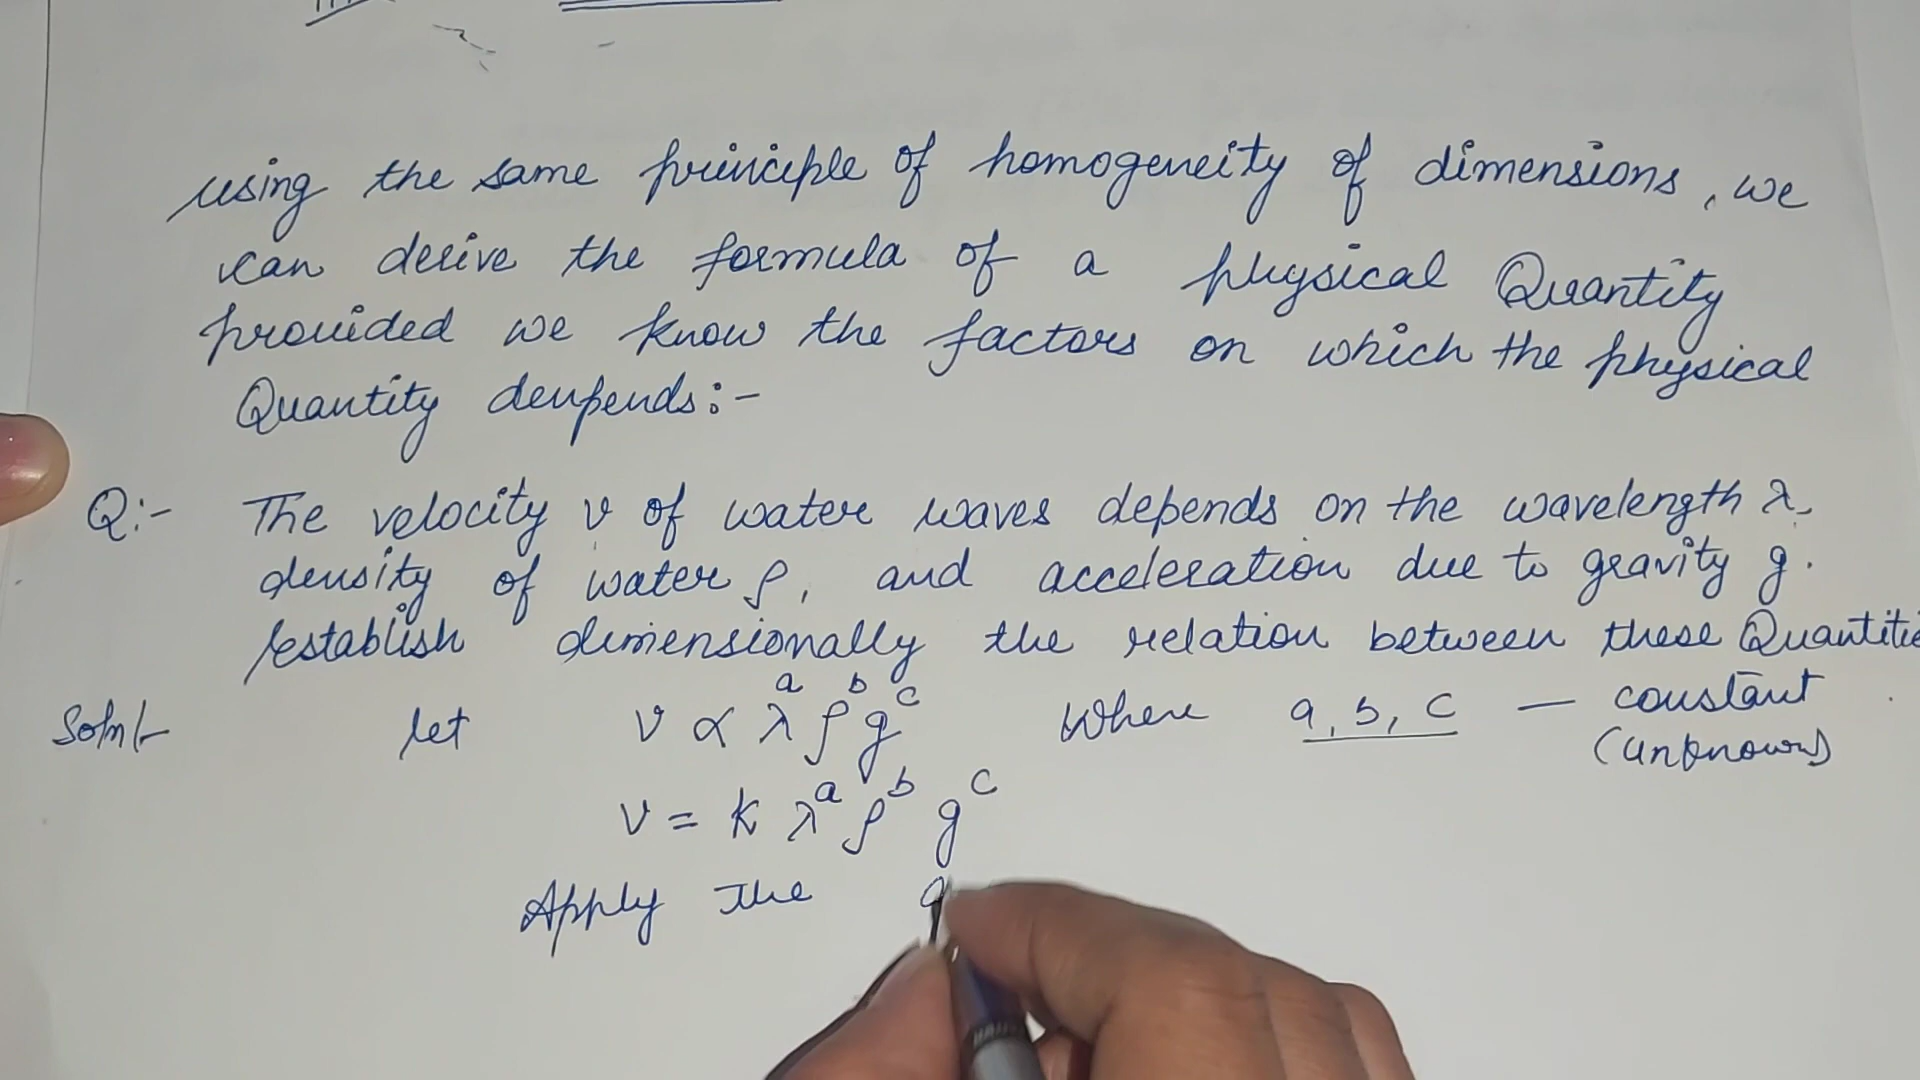 using the same principle of homogeneity of dimensions, we
can derive the formula of a physical Quantity
provided we know the factors on which the physical
Quantity denpends:-
Q:- The velocity v of water waves depends on the wavelength λ,
density of water ρ, and acceleration due to gravity g.
establish dimensionally the relation between these Quantitie
Soln:- let v ∝ λ^a ρ^b g^c where a, b, c — constant
(unknown)
v = k λ^a ρ^b g^c
Apply the